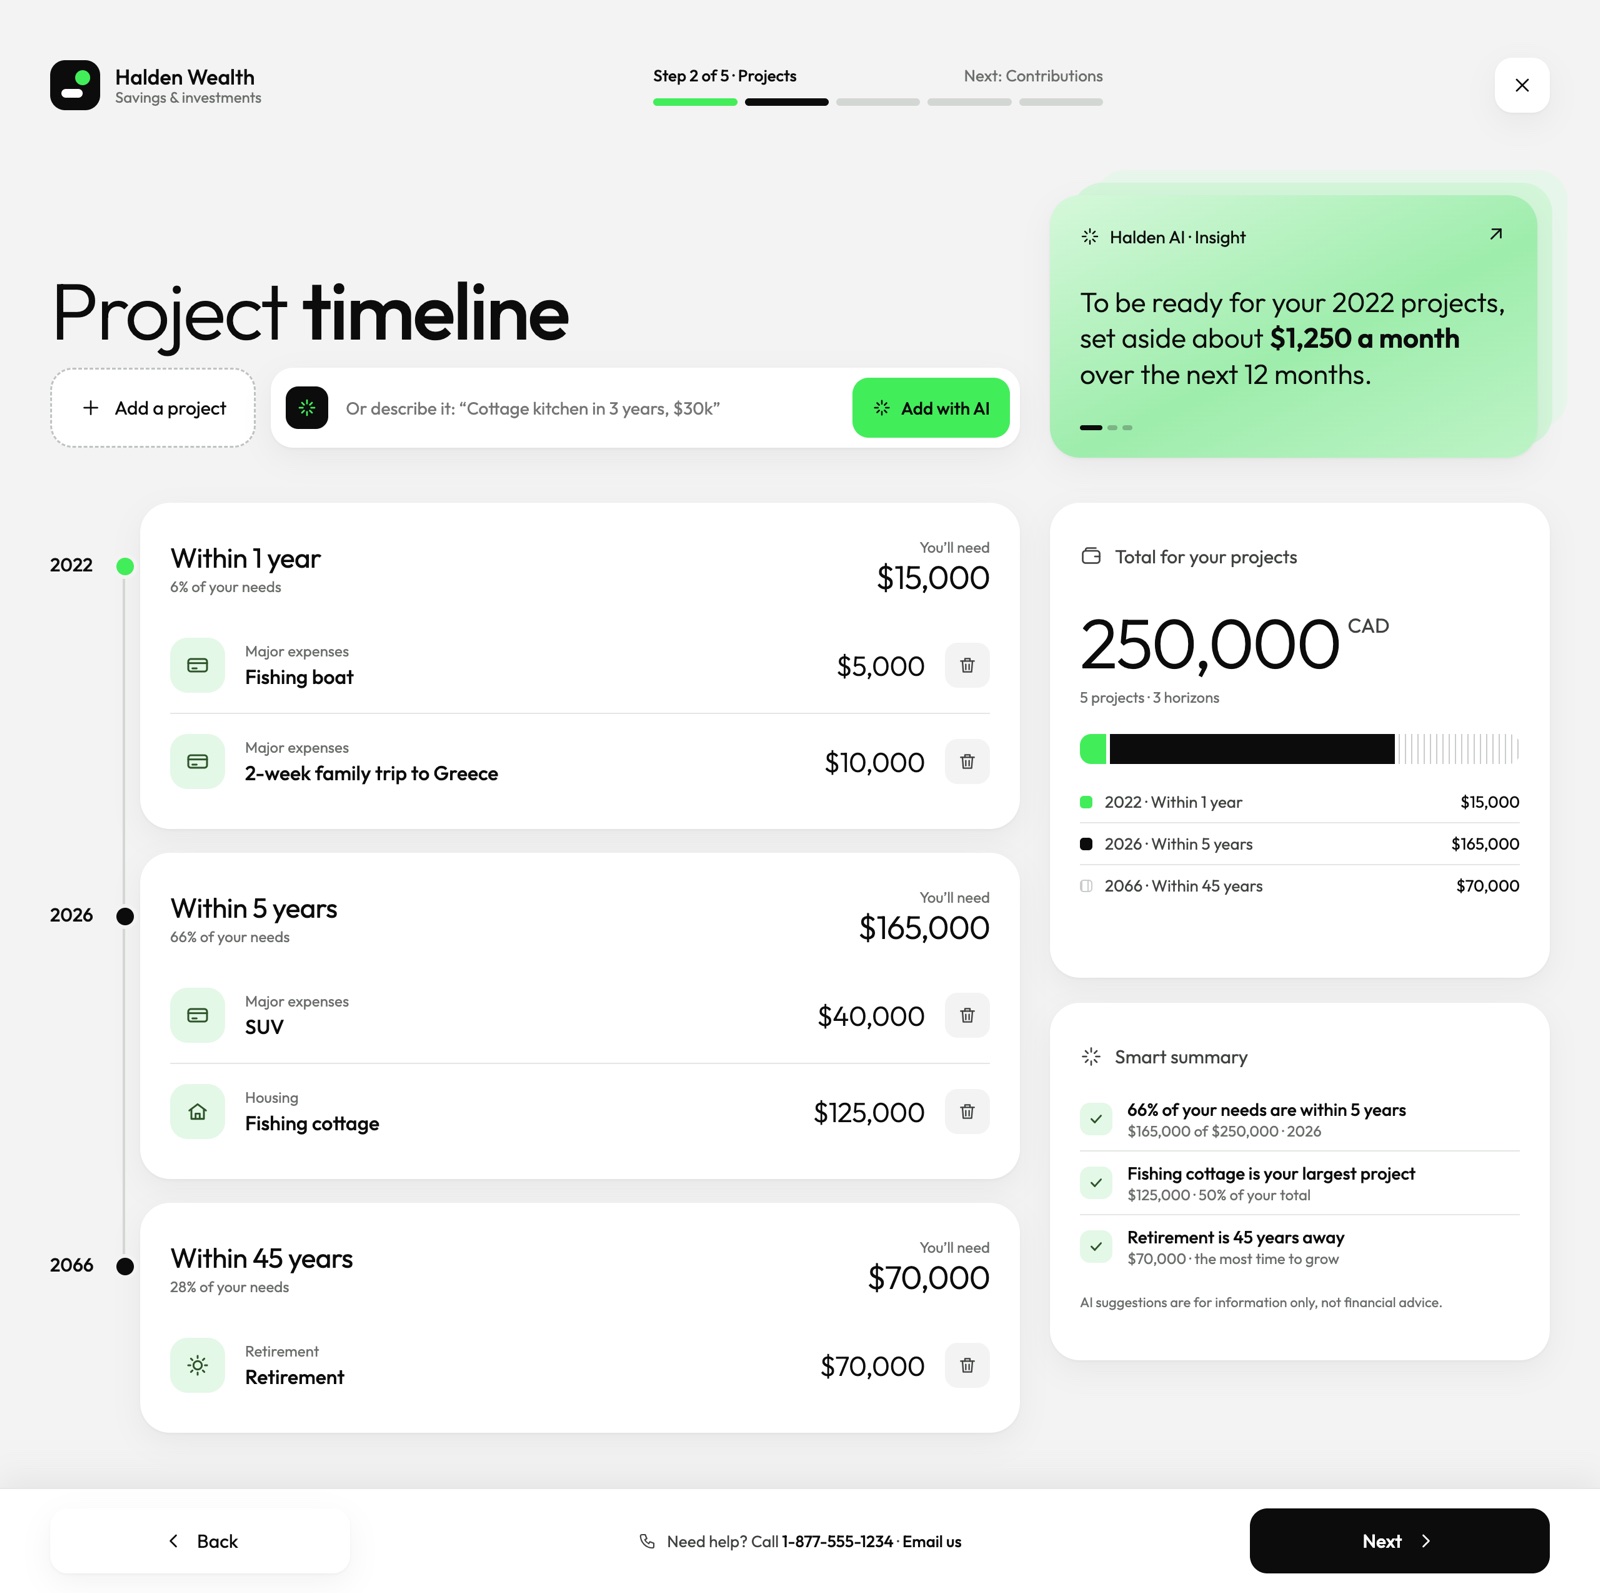 Halden Wealth
Savings & investments
Step 2 of 5 · Projects
Next: Contributions
Project timeline
Add a project
Or describe it: “Cottage kitchen in 3 years, $30k”
Add with AI
Halden AI · Insight
To be ready for your 2022 projects,
set aside about $1,250 a month
over the next 12 months.
2022
Within 1 year
6% of your needs
You’ll need
$15,000
Major expenses
Fishing boat
$5,000
Major expenses
2-week family trip to Greece
$10,000
2026
Within 5 years
66% of your needs
You’ll need
$165,000
Major expenses
SUV
$40,000
Housing
Fishing cottage
$125,000
2066
Within 45 years
28% of your needs
You’ll need
$70,000
Retirement
Retirement
$70,000
Total for your projects
250,000 CAD
5 projects · 3 horizons
2022 · Within 1 year
$15,000
2026 · Within 5 years
$165,000
2066 · Within 45 years
$70,000
Smart summary
66% of your needs are within 5 years
$165,000 of $250,000 · 2026
Fishing cottage is your largest project
$125,000 · 50% of your total
Retirement is 45 years away
$70,000 · the most time to grow
AI suggestions are for information only, not financial advice.
Back
Need help? Call 1-877-555-1234 · Email us
Next